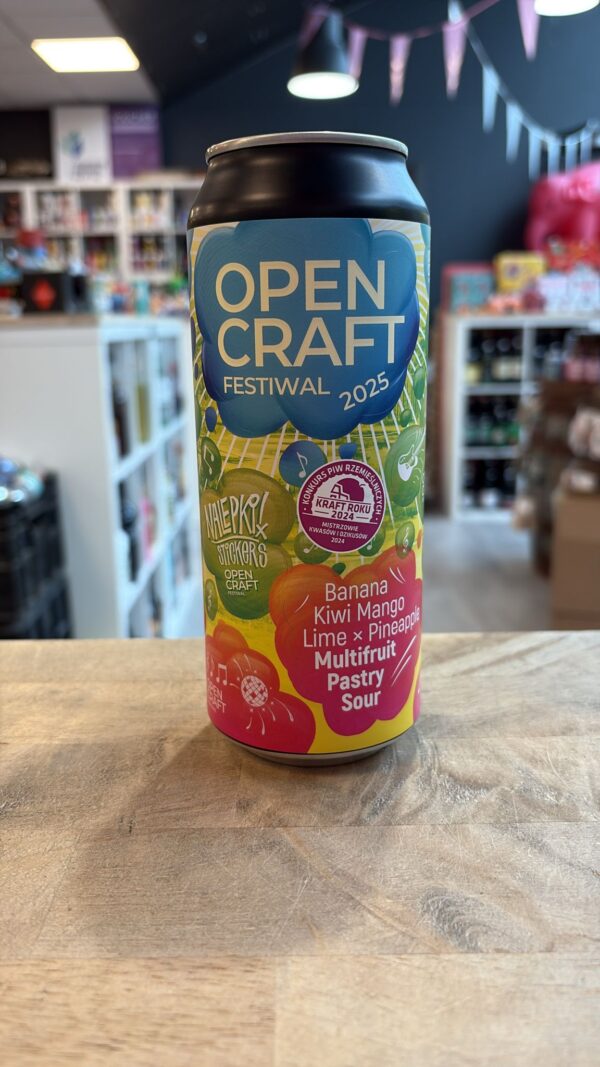 OPEN
CRAFT
FESTIWAL 2025
KONKURS PIW RZEMIEŚLNICZYCH
KRAFT ROKU
2024
MISTRZOWIE
KWASÓW I DZIKUSÓW
2024
NALEPKI!
STICKERS
OPEN
CRAFT
FESTIWAL
Banana
Kiwi Mango
Lime × Pineapple
Multifruit
Pastry
Sour
OPEN
CRAFT